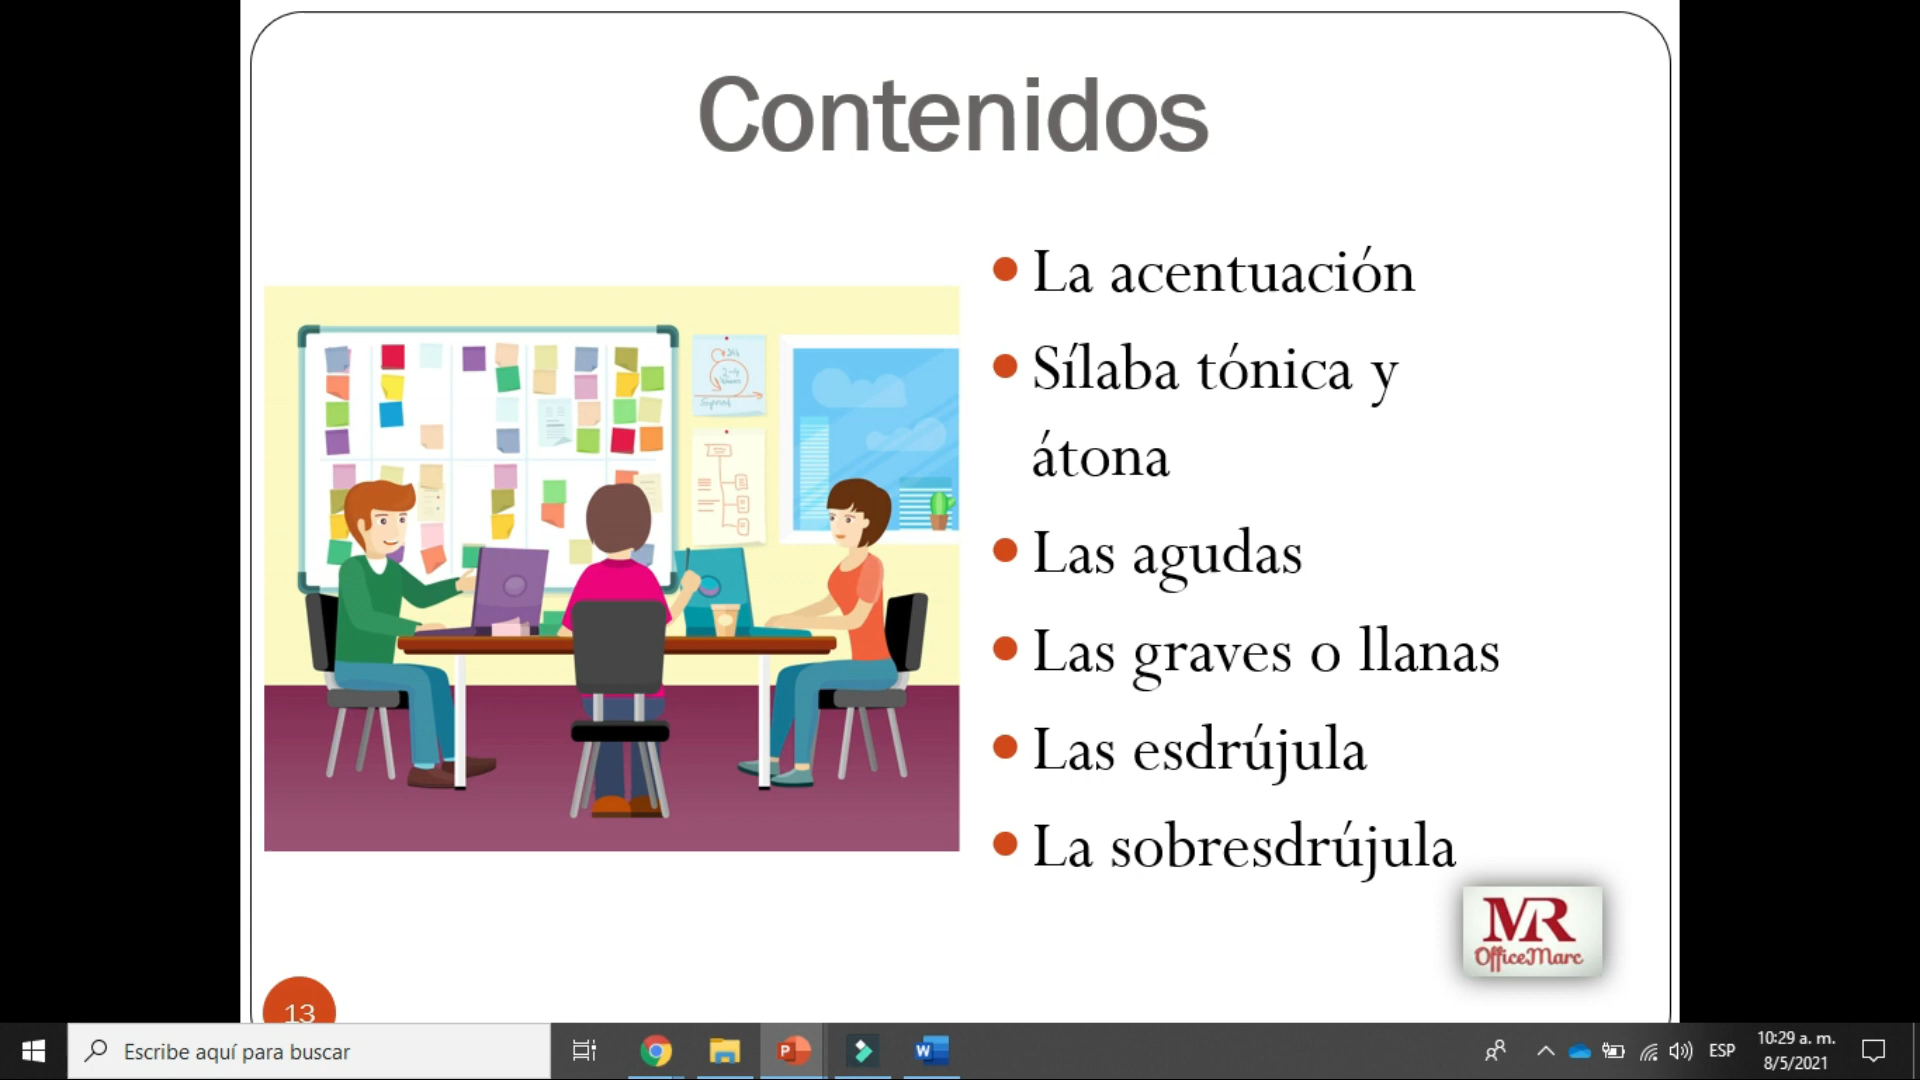 Contenidos
La acentuación
Sílaba tónica y
átona
Las agudas
Las graves o llanas
Las esdrújula
La sobresdrújula
MR
OfficeMarc
13
Escribe aquí para buscar
ESP
10:29 a. m.
8/5/2021